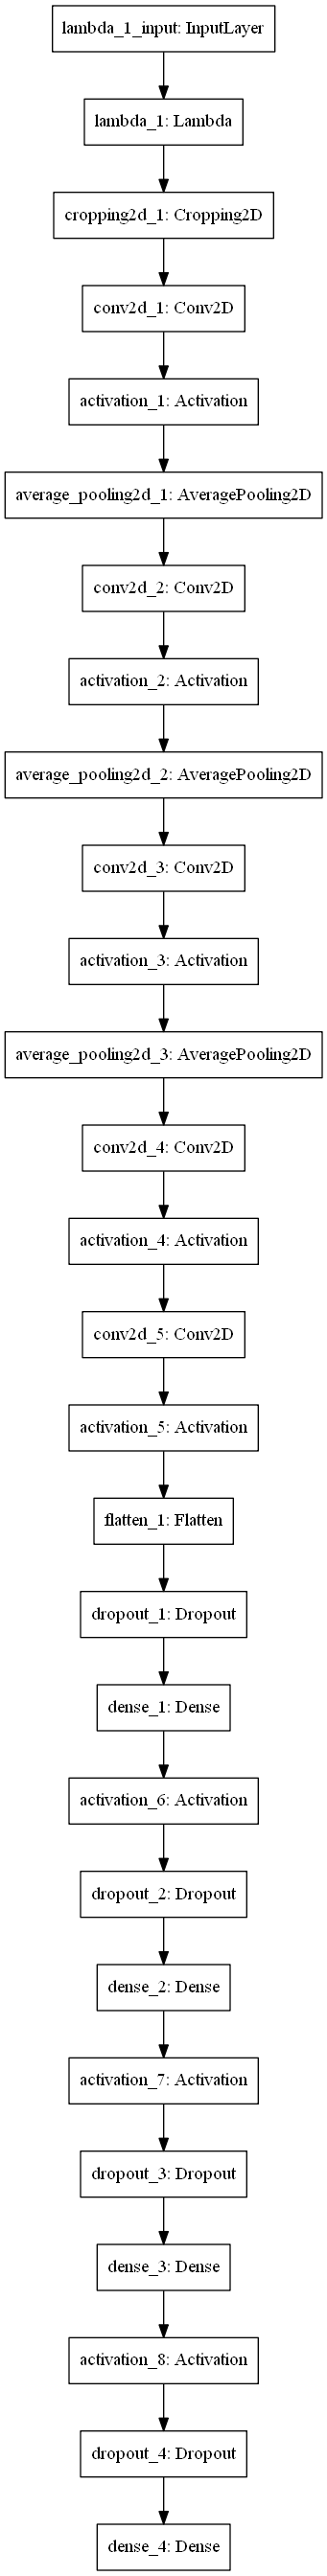 lambda_1_input: InputLayer
lambda_1: Lambda
cropping2d_1: Cropping2D
conv2d_1: Conv2D
activation_1: Activation
average_pooling2d_1: AveragePooling2D
conv2d_2: Conv2D
activation_2: Activation
average_pooling2d_2: AveragePooling2D
conv2d_3: Conv2D
activation_3: Activation
average_pooling2d_3: AveragePooling2D
conv2d_4: Conv2D
activation_4: Activation
conv2d_5: Conv2D
activation_5: Activation
flatten_1: Flatten
dropout_1: Dropout
dense_1: Dense
activation_6: Activation
dropout_2: Dropout
dense_2: Dense
activation_7: Activation
dropout_3: Dropout
dense_3: Dense
activation_8: Activation
dropout_4: Dropout
dense_4: Dense